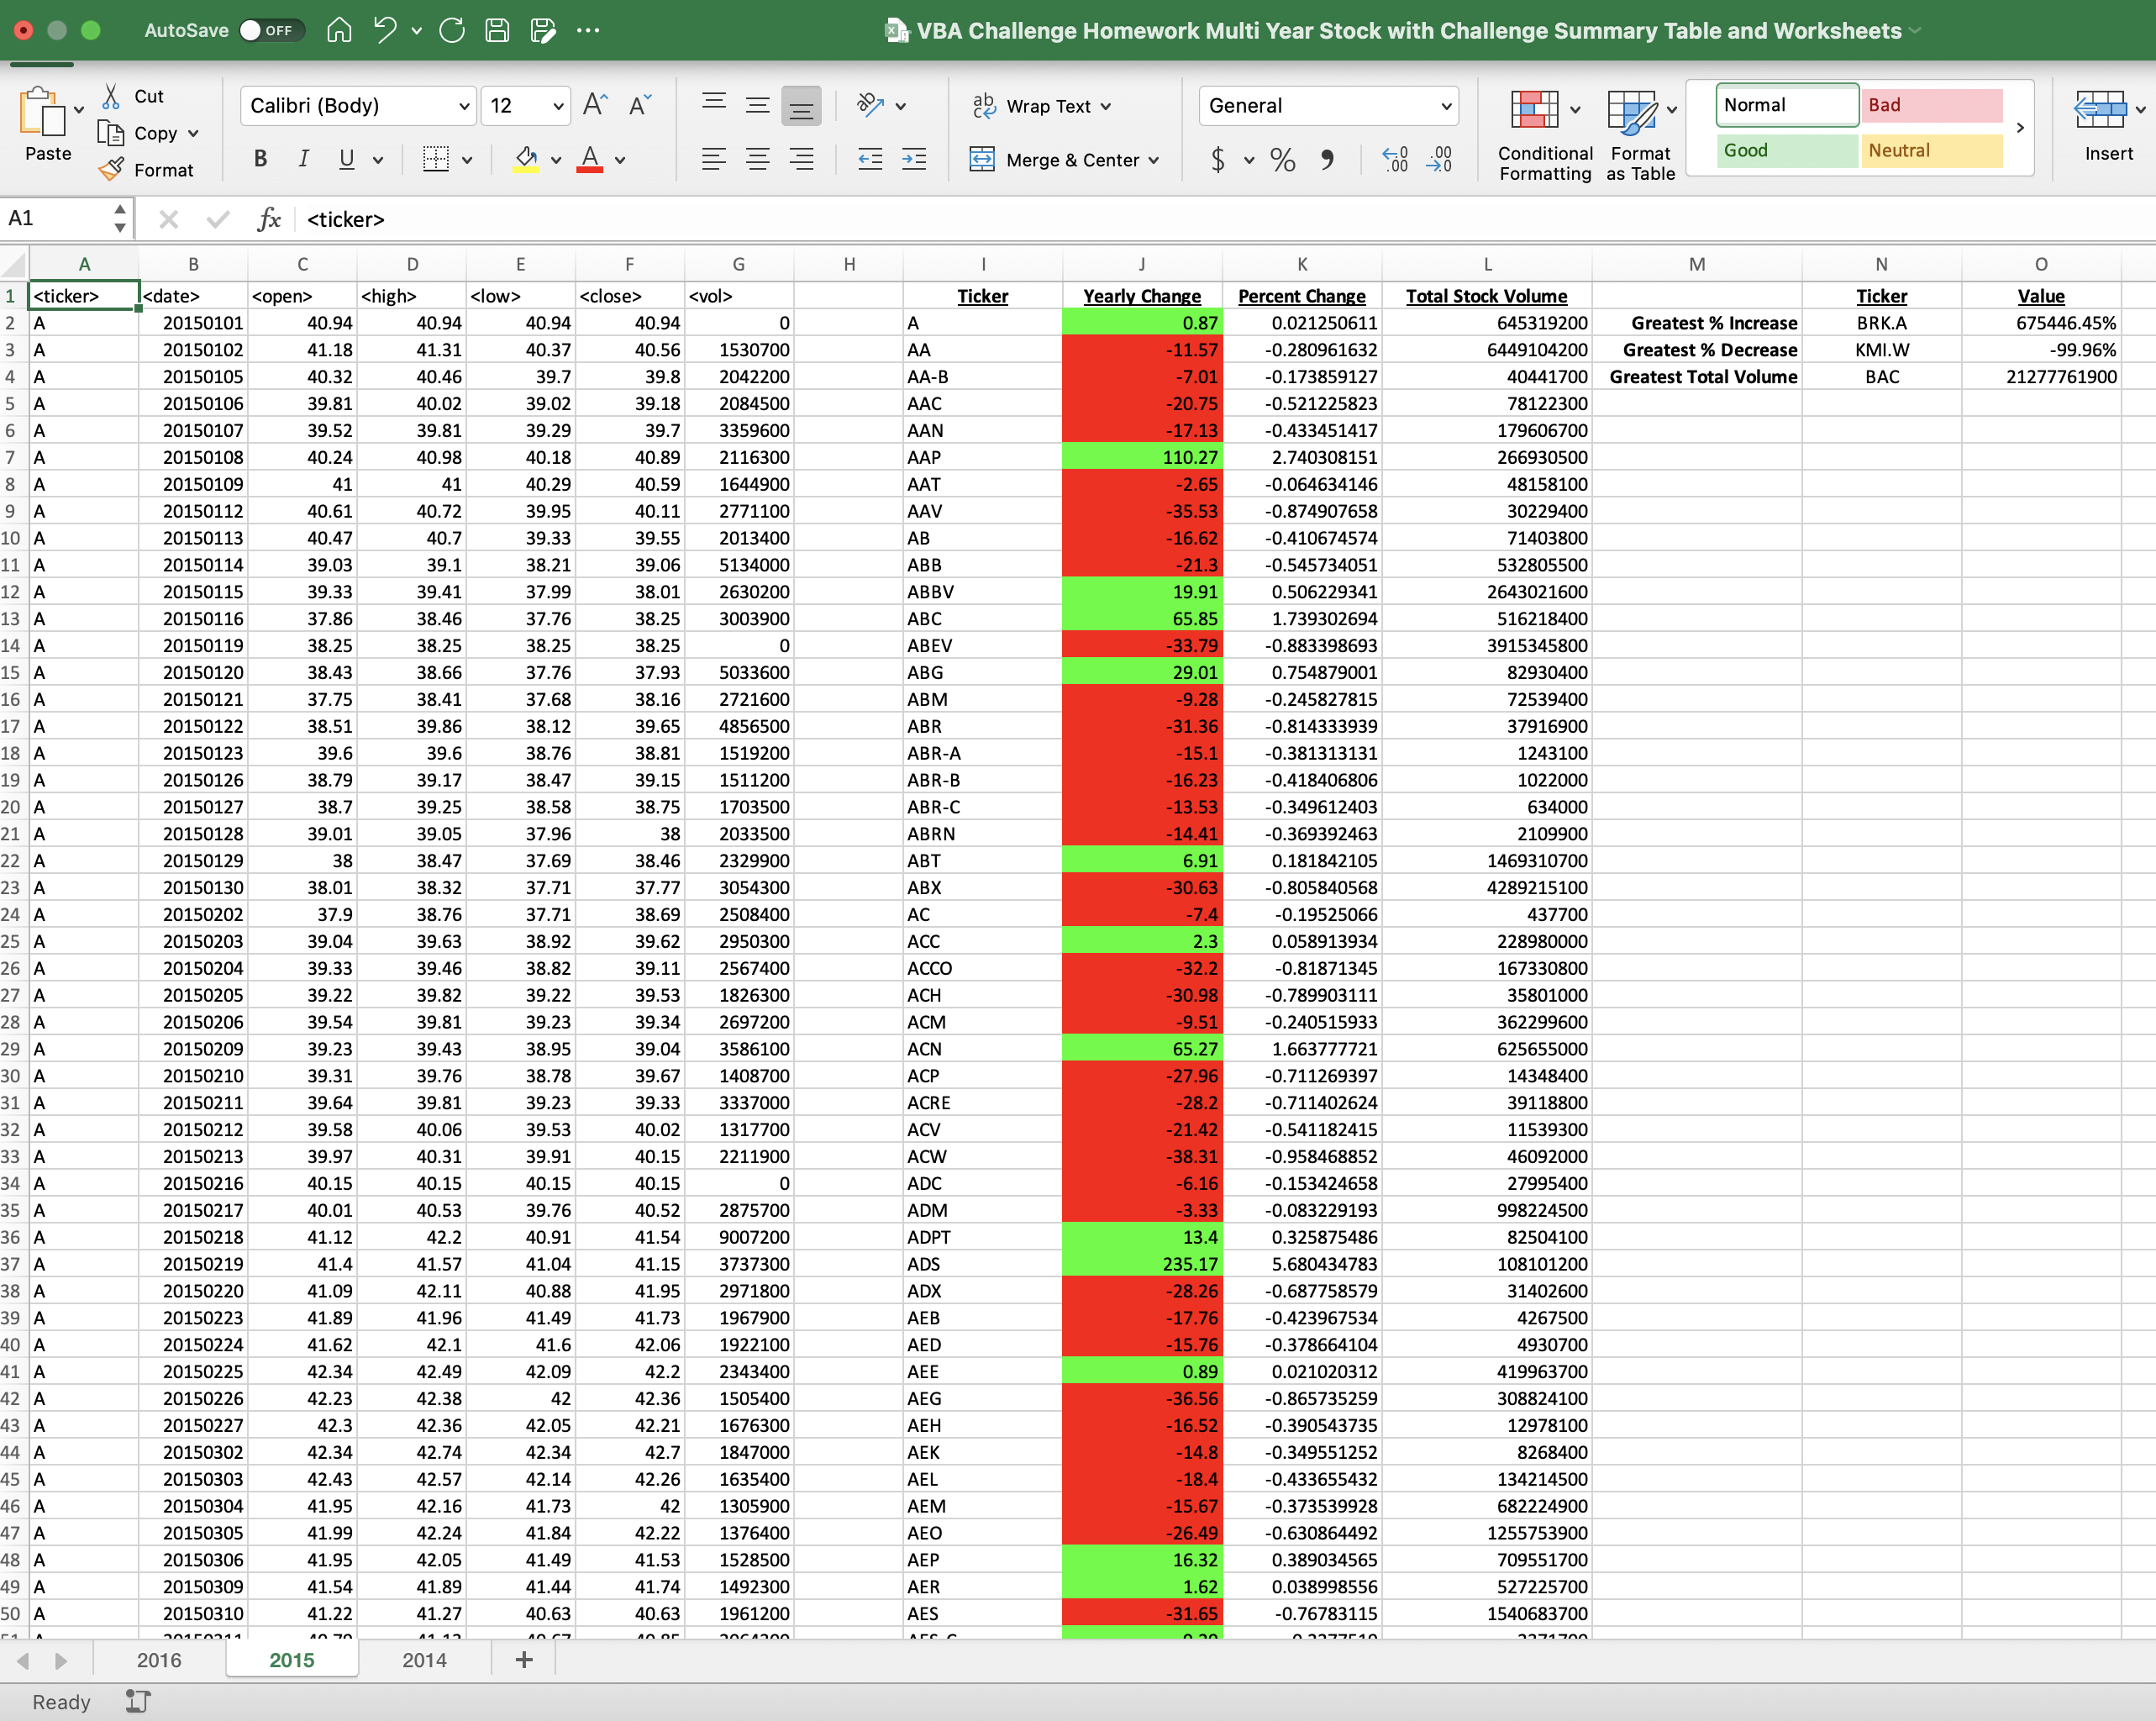 AutoSave OFF VBA Challenge Homework Multi Year Stock with Challenge Summary Table and Worksheets
Paste Cut Copy Format
Calibri (Body) 12
B I U A
Wrap Text
Merge & Center
General
$ % 
Conditional Formatting
Format as Table
Normal Bad
Good Neutral
Insert
A1 fx <ticker>
A B C D E F G H I J K L M N O
1 <ticker> <date> <open> <high> <low> <close> <vol> Ticker Yearly Change Percent Change Total Stock Volume Ticker Value
2 A 20150101 40.94 40.94 40.94 40.94 0 A 0.87 0.021250611 645319200 Greatest % Increase BRK.A 675446.45%
3 A 20150102 41.18 41.31 40.37 40.56 1530700 AA -11.57 -0.280961632 6449104200 Greatest % Decrease KMI.W -99.96%
4 A 20150105 40.32 40.46 39.7 39.8 2042200 AA-B -7.01 -0.173859127 40441700 Greatest Total Volume BAC 21277761900
5 A 20150106 39.81 40.02 39.02 39.18 2084500 AAC -20.75 -0.521225823 78122300
6 A 20150107 39.52 39.81 39.29 39.7 3359600 AAN -17.13 -0.433451417 179606700
7 A 20150108 40.24 40.98 40.18 40.89 2116300 AAP 110.27 2.740308151 266930500
8 A 20150109 41 41 40.29 40.59 1644900 AAT -2.65 -0.064634146 48158100
9 A 20150112 40.61 40.72 39.95 40.11 2771100 AAV -35.53 -0.874907658 30229400
10 A 20150113 40.47 40.7 39.33 39.55 2013400 AB -16.62 -0.410674574 71403800
11 A 20150114 39.03 39.1 38.21 39.06 5134000 ABB -21.3 -0.545734051 532805500
12 A 20150115 39.33 39.41 37.99 38.01 2630200 ABBV 19.91 0.506229341 2643021600
13 A 20150116 37.86 38.46 37.76 38.25 3003900 ABC 65.85 1.739302694 516218400
14 A 20150119 38.25 38.25 38.25 38.25 0 ABEV -33.79 -0.883398693 3915345800
15 A 20150120 38.43 38.66 37.76 37.93 5033600 ABG 29.01 0.754879001 82930400
16 A 20150121 37.75 38.41 37.68 38.16 2721600 ABM -9.28 -0.245827815 72539400
17 A 20150122 38.51 39.86 38.12 39.65 4856500 ABR -31.36 -0.814333939 37916900
18 A 20150123 39.6 39.6 38.76 38.81 1519200 ABR-A -15.1 -0.381313131 1243100
19 A 20150126 38.79 39.17 38.47 39.15 1511200 ABR-B -16.23 -0.418406806 1022000
20 A 20150127 38.7 39.25 38.58 38.75 1703500 ABR-C -13.53 -0.349612403 634000
21 A 20150128 39.01 39.05 37.96 38 2033500 ABRN -14.41 -0.369392463 2109900
22 A 20150129 38 38.47 37.69 38.46 2329900 ABT 6.91 0.181842105 1469310700
23 A 20150130 38.01 38.32 37.71 37.77 3054300 ABX -30.63 -0.805840568 4289215100
24 A 20150202 37.9 38.76 37.71 38.69 2508400 AC -7.4 -0.19525066 437700
25 A 20150203 39.04 39.63 38.92 39.62 2950300 ACC 2.3 0.058913934 228980000
26 A 20150204 39.33 39.46 38.82 39.11 2567400 ACCO -32.2 -0.81871345 167330800
27 A 20150205 39.22 39.82 39.22 39.53 1826300 ACH -30.98 -0.789903111 35801000
28 A 20150206 39.54 39.81 39.23 39.34 2697200 ACM -9.51 -0.240515933 362299600
29 A 20150209 39.23 39.43 38.95 39.04 3586100 ACN 65.27 1.663777721 625655000
30 A 20150210 39.31 39.76 38.78 39.67 1408700 ACP -27.96 -0.711269397 14348400
31 A 20150211 39.64 39.81 39.23 39.33 3337000 ACRE -28.2 -0.711402624 39118800
32 A 20150212 39.58 40.06 39.53 40.02 1317700 ACV -21.42 -0.541182415 11539300
33 A 20150213 39.97 40.31 39.91 40.15 2211900 ACW -38.31 -0.958468852 46092000
34 A 20150216 40.15 40.15 40.15 40.15 0 ADC -6.16 -0.153424658 27995400
35 A 20150217 40.01 40.53 39.76 40.52 2875700 ADM -3.33 -0.083229193 998224500
36 A 20150218 41.12 42.2 40.91 41.54 9007200 ADPT 13.4 0.325875486 82504100
37 A 20150219 41.4 41.57 41.04 41.15 3737300 ADS 235.17 5.680434783 108101200
38 A 20150220 41.09 42.11 40.88 41.95 2971800 ADX -28.26 -0.687758579 31402600
39 A 20150223 41.89 41.96 41.49 41.73 1967900 AEB -17.76 -0.423967534 4267500
40 A 20150224 41.62 42.1 41.6 42.06 1922100 AED -15.76 -0.378664104 4930700
41 A 20150225 42.34 42.49 42.09 42.2 2343400 AEE 0.89 0.021020312 419963700
42 A 20150226 42.23 42.38 42 42.36 1505400 AEG -36.56 -0.865735259 308824100
43 A 20150227 42.3 42.36 42.05 42.21 1676300 AEH -16.52 -0.390543735 12978100
44 A 20150302 42.34 42.74 42.34 42.7 1847000 AEK -14.8 -0.349551252 8268400
45 A 20150303 42.43 42.57 42.14 42.26 1635400 AEL -18.4 -0.433655432 134214500
46 A 20150304 41.95 42.16 41.73 42 1305900 AEM -15.67 -0.373539928 682224900
47 A 20150305 41.99 42.24 41.84 42.22 1376400 AEO -26.49 -0.630864492 1255753900
48 A 20150306 41.95 42.05 41.49 41.53 1528500 AEP 16.32 0.389034565 709551700
49 A 20150309 41.54 41.89 41.44 41.74 1492300 AER 1.62 0.038998556 527225700
50 A 20150310 41.22 41.27 40.63 40.63 1961200 AES -31.65 -0.76783115 1540683700
2016 2015 2014 +
Ready